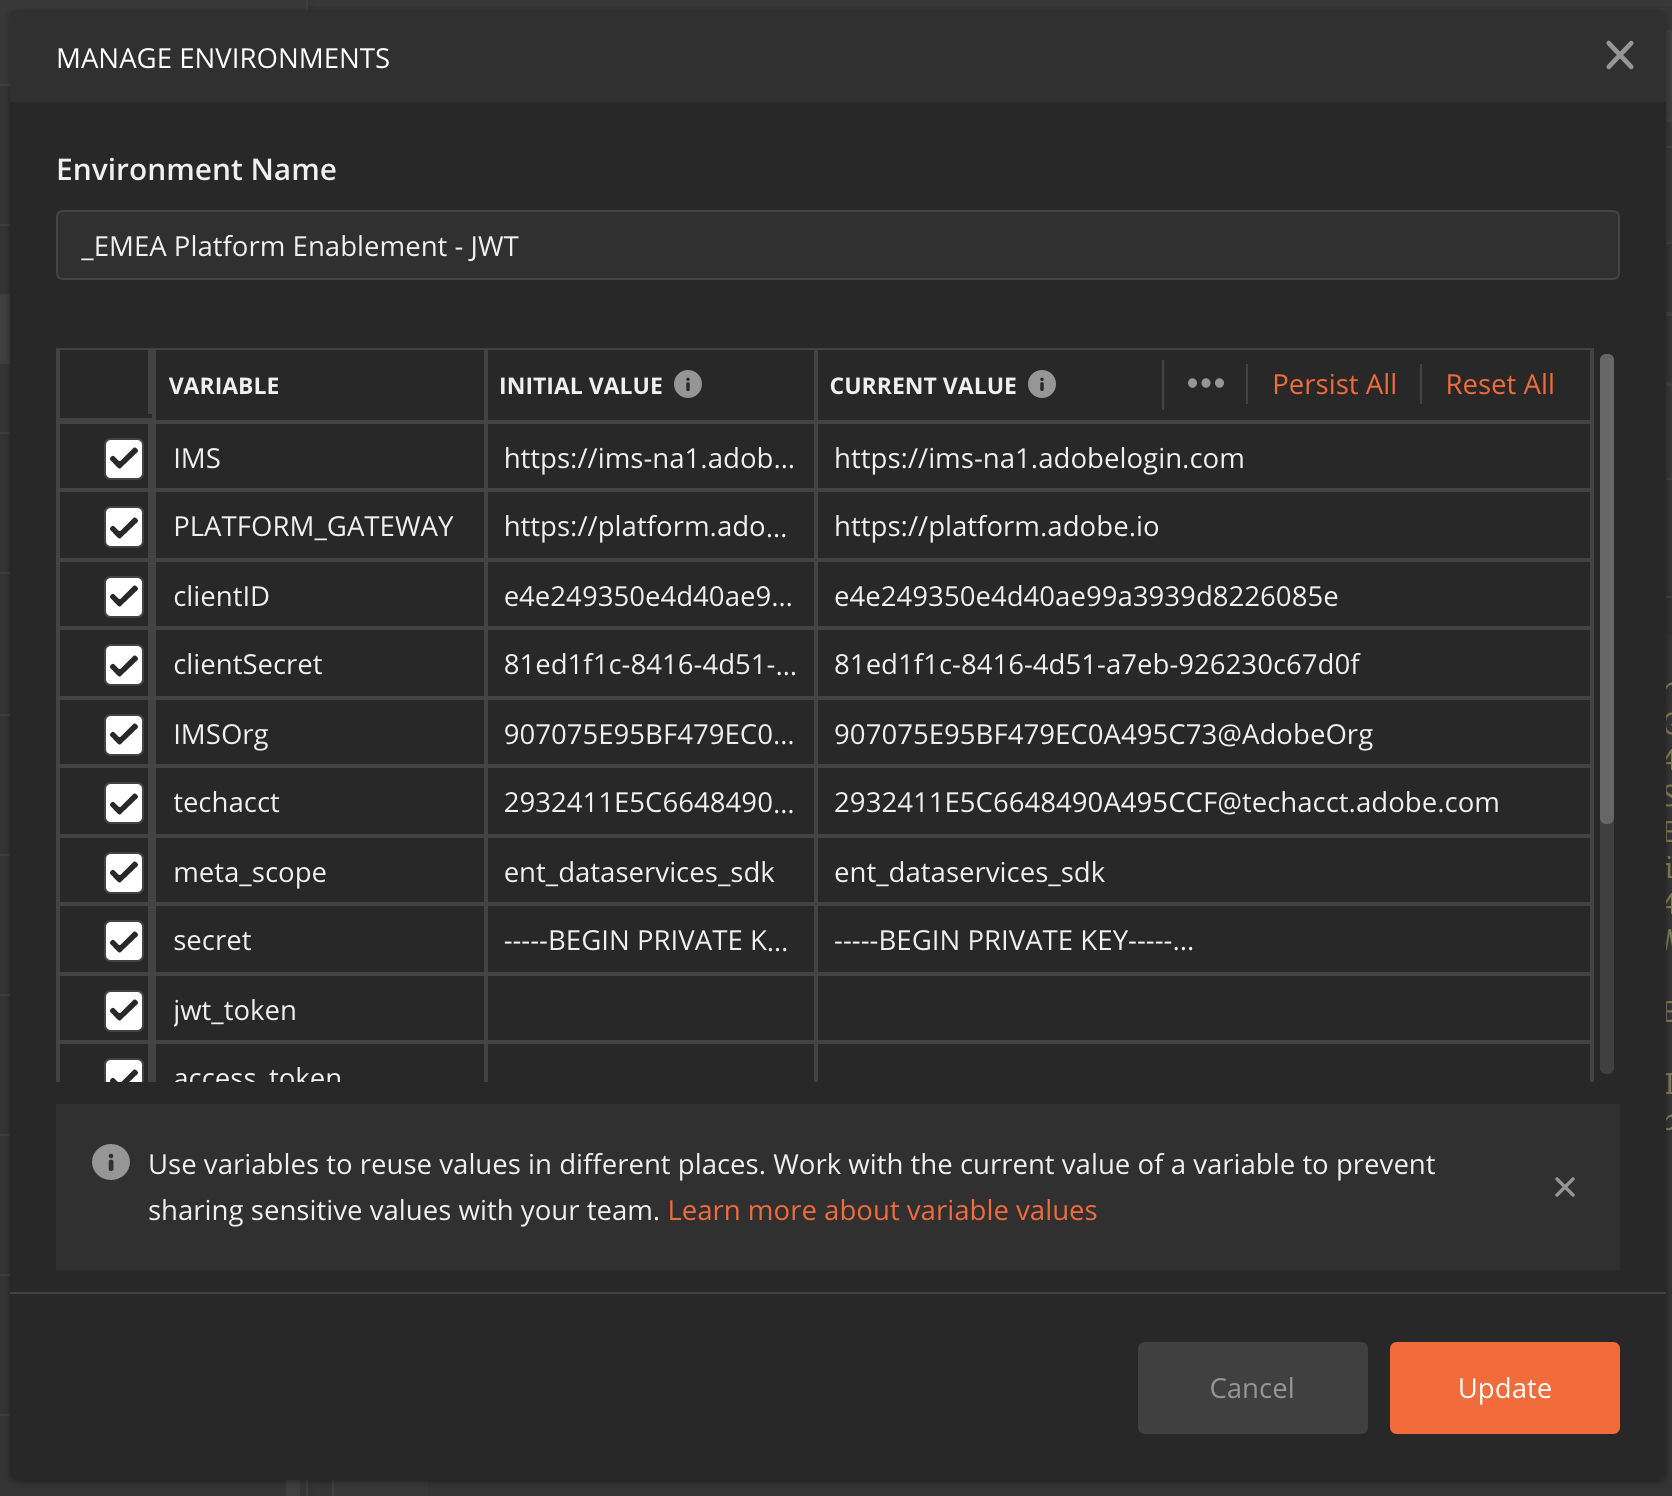 MANAGE ENVIRONMENTS
Environment Name
_EMEA Platform Enablement - JWT
VARIABLE INITIAL VALUE CURRENT VALUE Persist All Reset All
IMS https://ims-na1.adob... https://ims-na1.adobelogin.com
PLATFORM_GATEWAY https://platform.ado... https://platform.adobe.io
clientID e4e249350e4d40ae9... e4e249350e4d40ae99a3939d8226085e
clientSecret 81ed1f1c-8416-4d51-... 81ed1f1c-8416-4d51-a7eb-926230c67d0f
IMSOrg 907075E95BF479EC0... 907075E95BF479EC0A495C73@AdobeOrg
techacct 2932411E5C6648490... 2932411E5C6648490A495CCF@techacct.adobe.com
meta_scope ent_dataservices_sdk ent_dataservices_sdk
secret -----BEGIN PRIVATE K... -----BEGIN PRIVATE KEY-----...
jwt_token
access_token
Use variables to reuse values in different places. Work with the current value of a variable to prevent
sharing sensitive values with your team. Learn more about variable values
Cancel Update